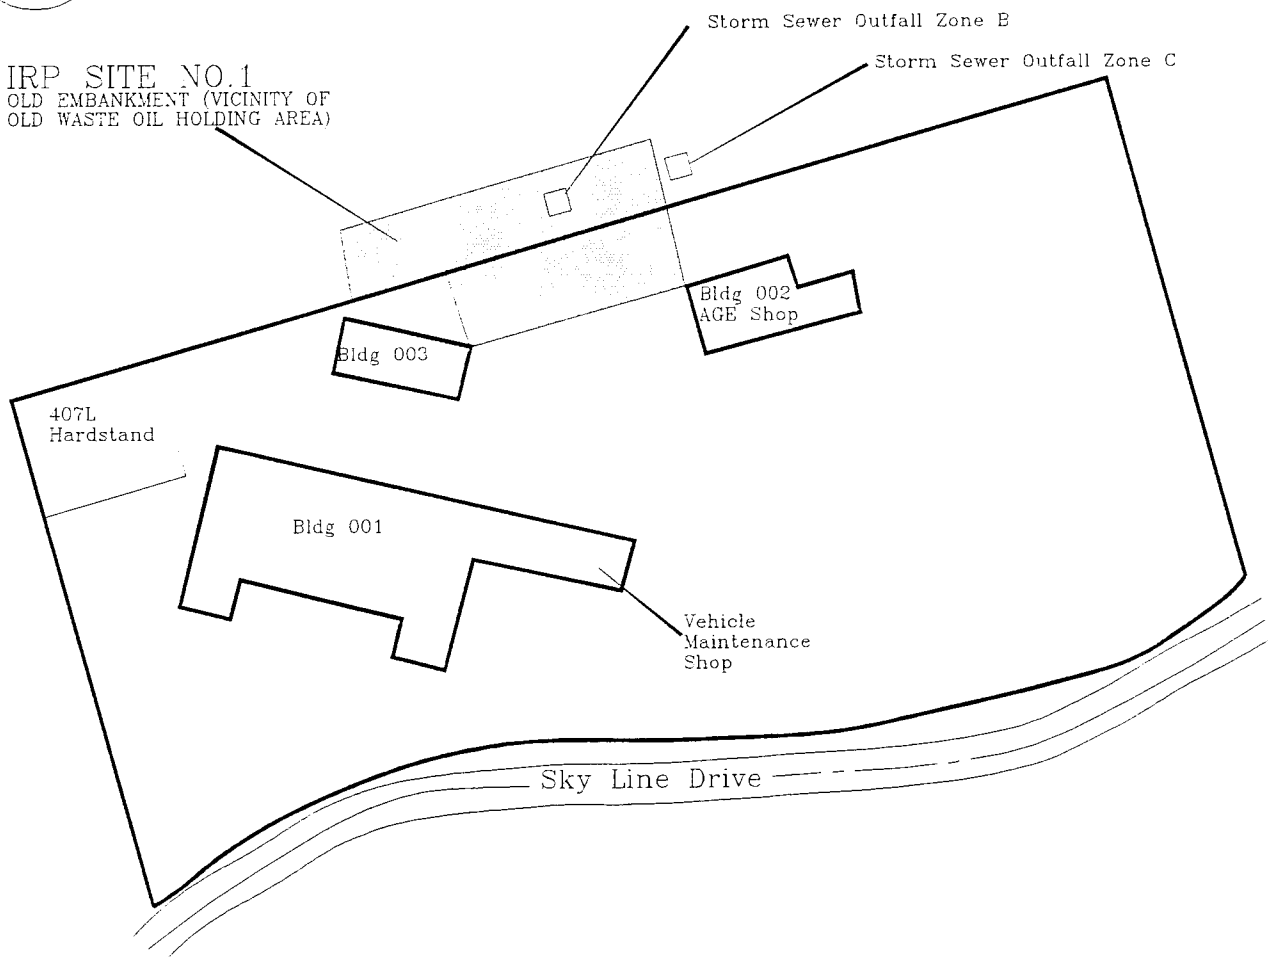 Storm Sewer Outfall Zone B
Storm Sewer Outfall Zone C
IRP SITE NO.1
OLD EMBANKMENT (VICINITY OF
OLD WASTE OIL HOLDING AREA)
Bldg 002
AGE Shop
Bldg 003
407L
Hardstand
Bldg 001
Vehicle
Maintenance
Shop
Sky Line Drive